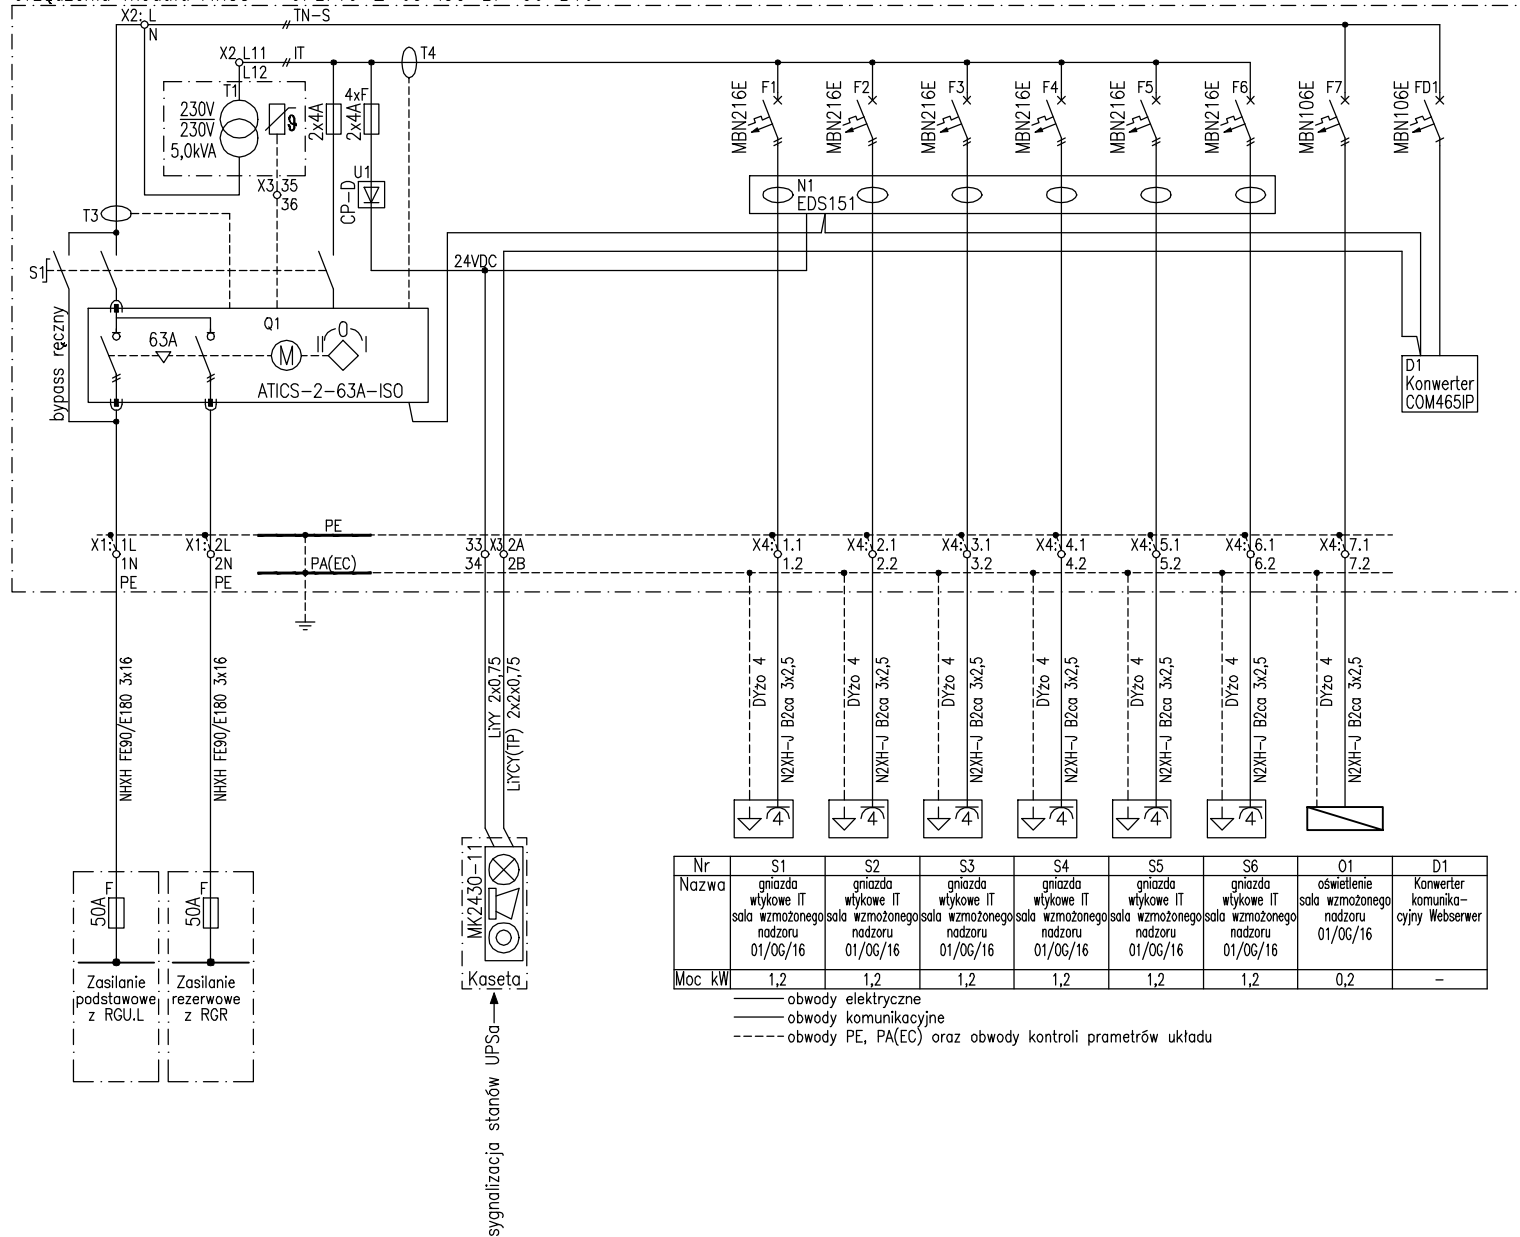 X2: L
N
TN-S
X2 L11
L12
IT
T4
T1
230V
230V
5,0kVA
ϑ
2x4A
4xF
2x4A
X3 35
36
U1
CP-D
T3
S1
24VDC
bypass ręczny
Q1
63A
M
0
I
II
ATICS-2-63A-ISO
F1
MBN216E
F2
MBN216E
F3
MBN216E
F4
MBN216E
F5
MBN216E
F6
MBN216E
F7
MBN106E
FD1
MBN106E
N1
EDS151
D1
Konwerter
COM465IP
PE
PA(EC)
X1: 1L
1N
PE
X1: 2L
2N
PE
33 X3 2A
34 2B
X4: 1.1
1.2
X4: 2.1
2.2
X4: 3.1
3.2
X4: 4.1
4.2
X4: 5.1
5.2
X4: 6.1
6.2
X4: 7.1
7.2
NHXH FE90/E180 3x16
NHXH FE90/E180 3x16
LiYY 2x0,75
LiYCY(TP) 2x2x0,75
DYżo 4
N2XH-J B2ca 3x2,5
DYżo 4
N2XH-J B2ca 3x2,5
DYżo 4
N2XH-J B2ca 3x2,5
DYżo 4
N2XH-J B2ca 3x2,5
DYżo 4
N2XH-J B2ca 3x2,5
DYżo 4
N2XH-J B2ca 3x2,5
DYżo 4
N2XH-J B2ca 3x2,5
4
4
4
4
4
4
F
50A
F
50A
Zasilanie
podstawowe
z RGU.L
Zasilanie
rezerwowe
z RGR
MK2430-11
Kaseta
sygnalizacja stanów UPSa
Nr S1 S2 S3 S4 S5 S6 O1 D1
Nazwa
gniazda
wtykowe IT
sala wzmożonego
nadzoru
01/OG/16
gniazda
wtykowe IT
sala wzmożonego
nadzoru
01/OG/16
gniazda
wtykowe IT
sala wzmożonego
nadzoru
01/OG/16
gniazda
wtykowe IT
sala wzmożonego
nadzoru
01/OG/16
gniazda
wtykowe IT
sala wzmożonego
nadzoru
01/OG/16
gniazda
wtykowe IT
sala wzmożonego
nadzoru
01/OG/16
oświetlenie
sala wzmożonego
nadzoru
01/OG/16
Konwerter
komunika-
cyjny Webserwer
Moc kW 1,2 1,2 1,2 1,2 1,2 1,2 0,2 -
obwody elektryczne
obwody komunikacyjne
obwody PE, PA(EC) oraz obwody kontroli prametrów układu